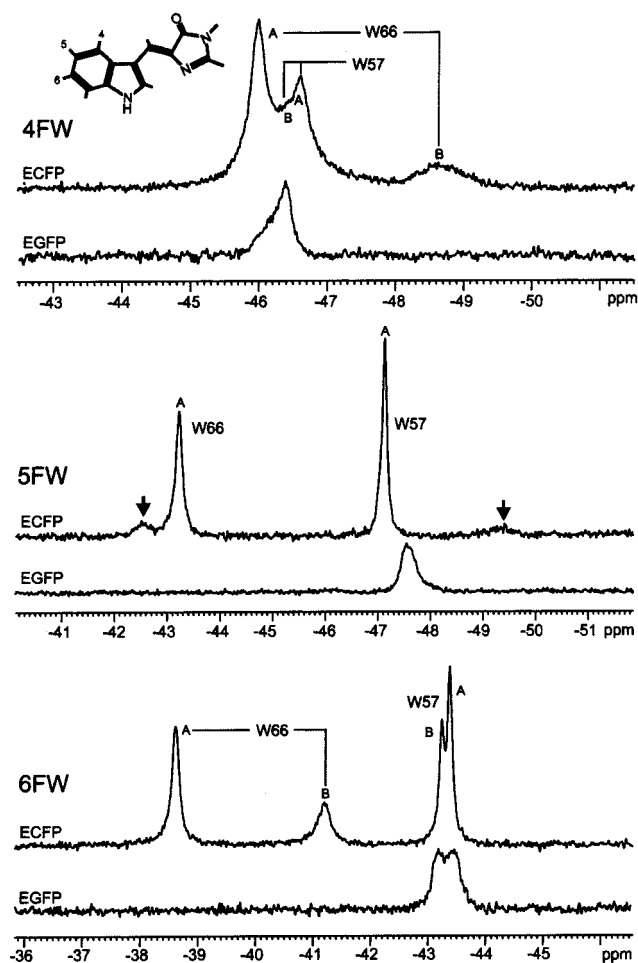 O
N
N
N
H
4
5
6
A
W66
W57
B
A
B
4FW
ECFP
EGFP
-43 -44 -45 -46 -47 -48 -49 -50 ppm
A
W66
A
W57
5FW
ECFP
EGFP
-41 -42 -43 -44 -45 -46 -47 -48 -49 -50 -51 ppm
A
W66
B
W57
A
B
6FW
ECFP
EGFP
-36 -37 -38 -39 -40 -41 -42 -43 -44 -45 ppm